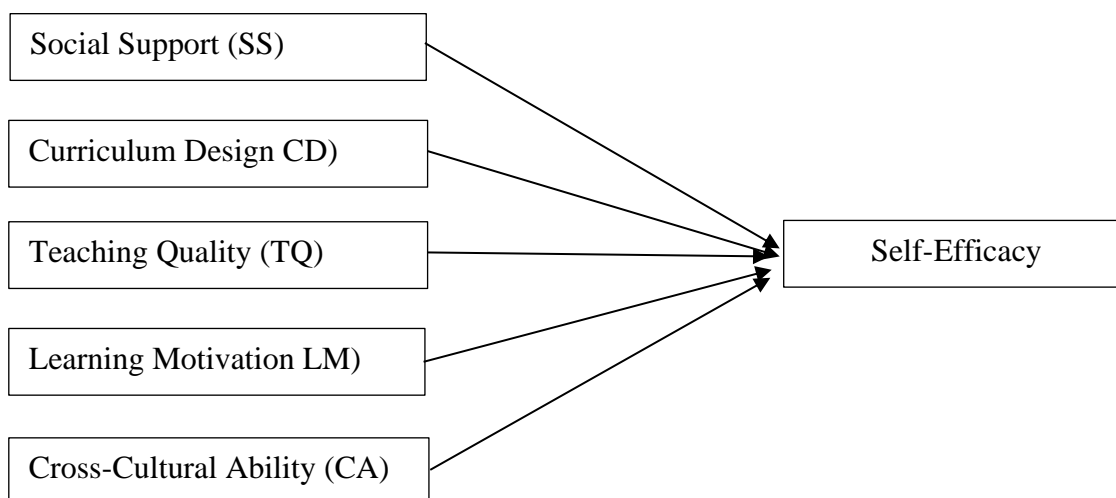 Social Support (SS)
Curriculum Design CD)
Teaching Quality (TQ)
Self-Efficacy
Learning Motivation LM)
Cross-Cultural Ability (CA)